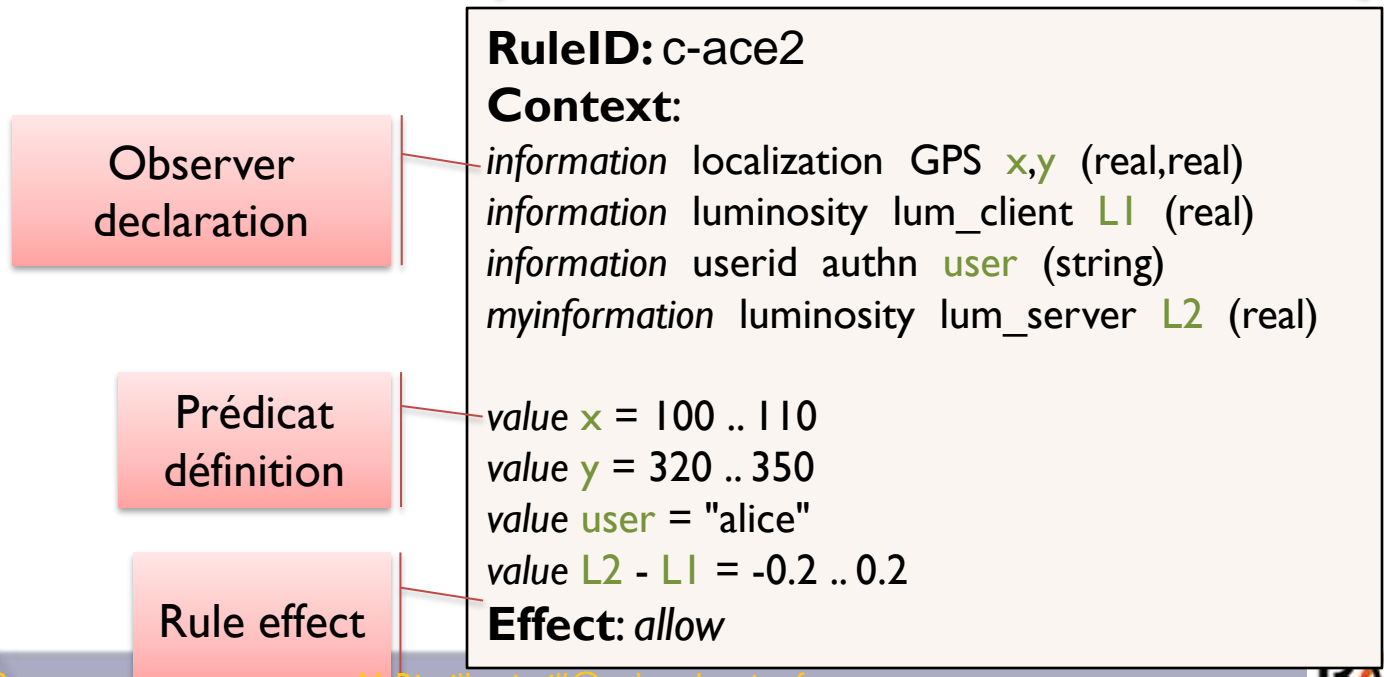 RuleID: c-ace2
Context:
Observer
declaration
information localization GPS x,y (real,real)
information luminosity lum_client L1 (real)
information userid authn user (string)
myinformation luminosity lum_server L2 (real)
Prédicat
définition
value x = 100 .. 110
value y = 320 .. 350
value user = "alice"
value L2 - L1 = -0.2 .. 0.2
Rule effect
Effect: allow